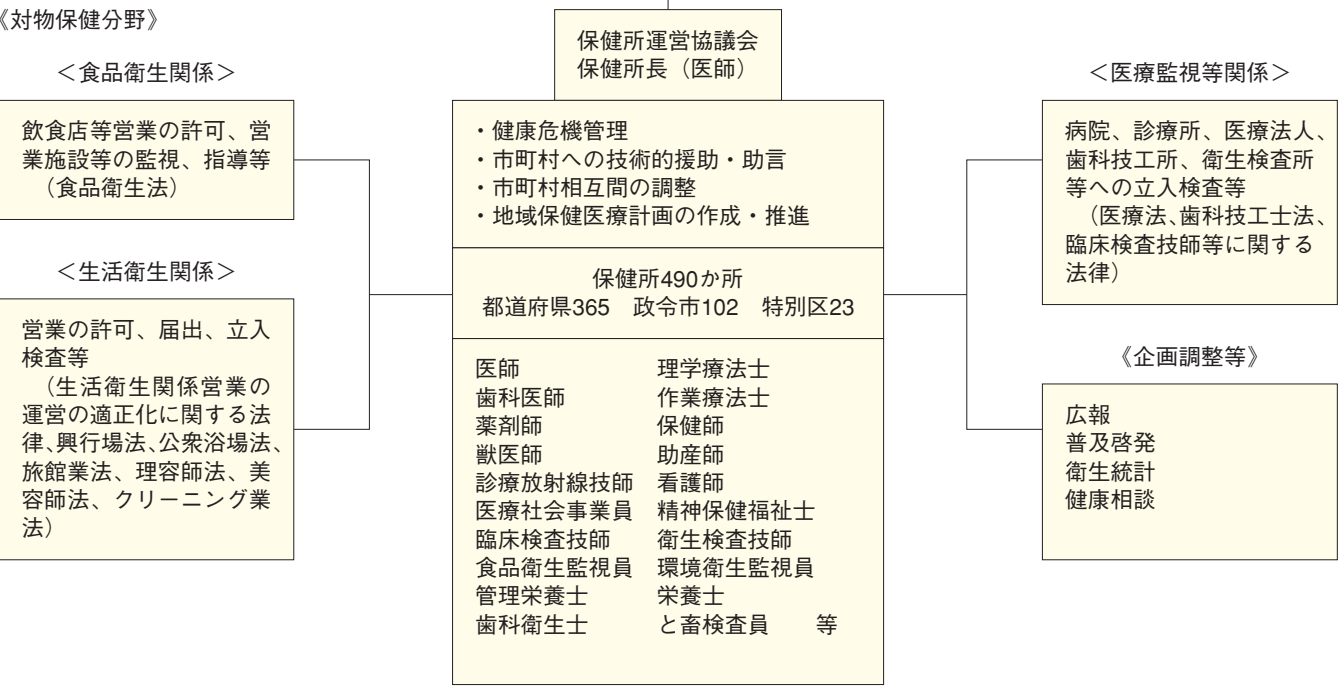 《対物保健分野》
＜食品衛生関係＞
飲食店等営業の許可、営
業施設等の監視、指導等
（食品衛生法）
＜生活衛生関係＞
営業の許可、届出、立入
検査等
（生活衛生関係営業の
運営の適正化に関する法
律、興行場法、公衆浴場法、
旅館業法、理容師法、美
容師法、クリーニング業
法）
保健所運営協議会
保健所長（医師）
・健康危機管理
・市町村への技術的援助・助言
・市町村相互間の調整
・地域保健医療計画の作成・推進
保健所490か所
都道府県365　政令市102　特別区23
医師　理学療法士
歯科医師　作業療法士
薬剤師　保健師
獣医師　助産師
診療放射線技師　看護師
医療社会事業員　精神保健福祉士
臨床検査技師　衛生検査技師
食品衛生監視員　環境衛生監視員
管理栄養士　栄養士
歯科衛生士　と畜検査員　等
＜医療監視等関係＞
病院、診療所、医療法人、
歯科技工所、衛生検査所
等への立入検査等
（医療法、歯科技工士法、
臨床検査技師等に関する
法律）
《企画調整等》
広報
普及啓発
衛生統計
健康相談